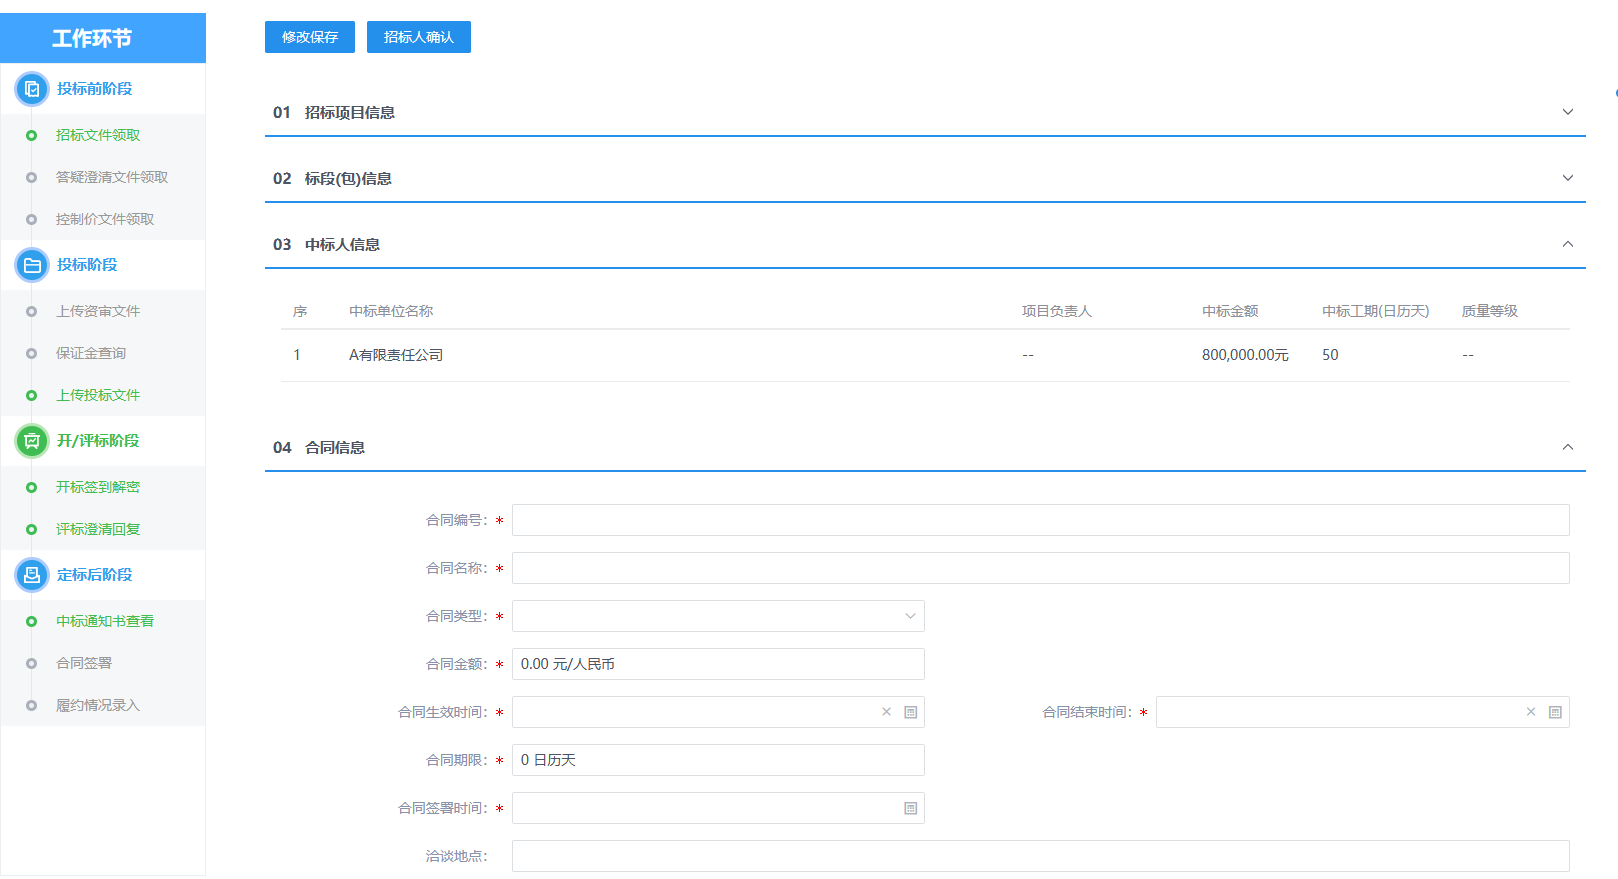 工作环节
投标前阶段
招标文件领取
答疑澄清文件领取
控制价文件领取
投标阶段
上传资审文件
保证金查询
上传投标文件
开/评标阶段
开标签到解密
评标澄清回复
定标后阶段
中标通知书查看
合同签署
履约情况录入
修改保存 招标人确认
01 招标项目信息
02 标段(包)信息
03 中标人信息
序 中标单位名称 项目负责人 中标金额 中标工期(日历天) 质量等级
1 A有限责任公司 -- 800,000.00元 50 --
04 合同信息
合同编号: *
合同名称: *
合同类型: *
合同金额: * 0.00 元/人民币
合同生效时间: * 合同结束时间: *
合同期限: * 0 日历天
合同签署时间: *
洽谈地点: